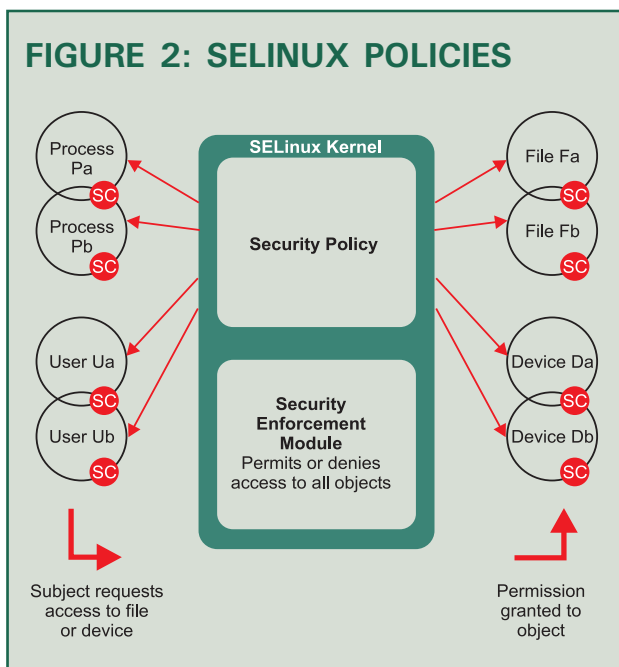 FIGURE 2: SELINUX POLICIES
SELinux Kernel
Process
Pa
SC
Process
Pb
SC
User Ua
SC
User Ub
SC
Security Policy
Security
Enforcement
Module
Permits or denies
access to all objects
File Fa
SC
File Fb
SC
Device Da
SC
Device Db
SC
Subject requests
access to file
or device
Permission
granted to
object